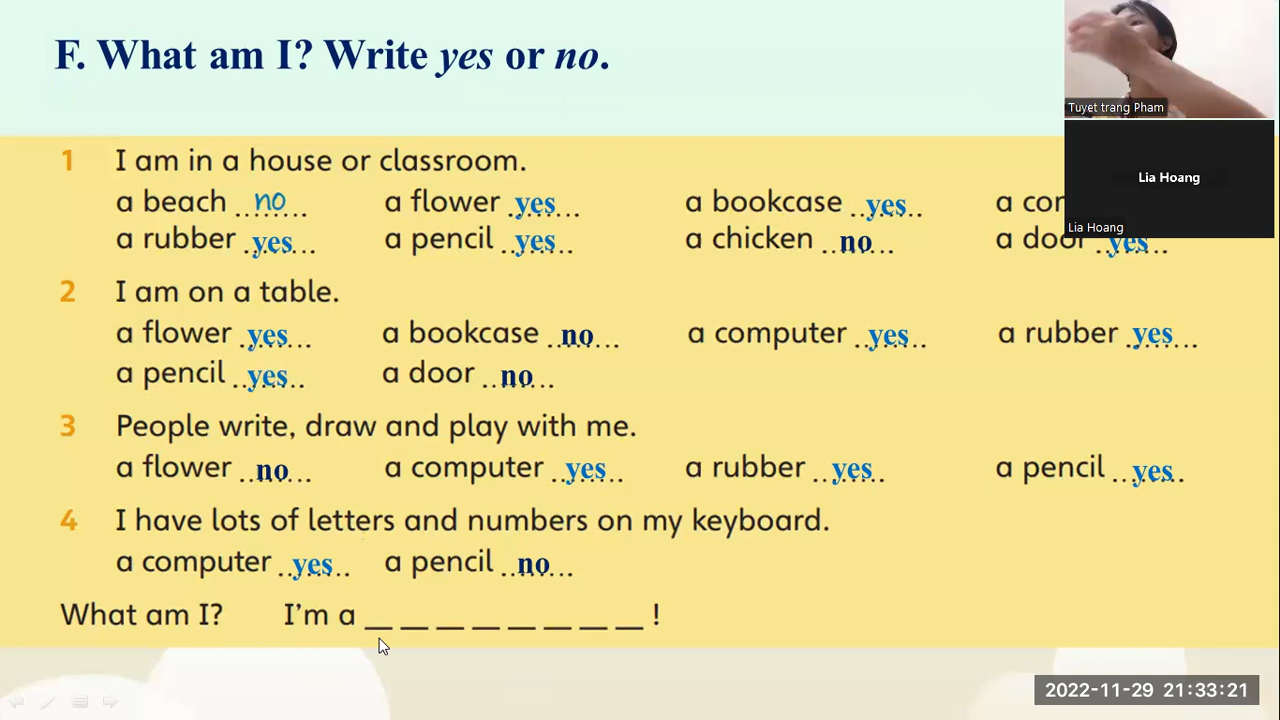 F. What am I? Write yes or no.
Tuyet trang Pham
Lia Hoang
Lia Hoang
1 I am in a house or classroom.
a beach ..no.... a flower .yes.... a bookcase ..yes.... a
a rubber .yes.... a pencil ..yes.... a chicken ..no.... a door ..yes....
2 I am on a table.
a flower .yes.... a bookcase ..no.... a computer ..yes.... a rubber .yes....
a pencil ..yes.... a door ..no....
3 People write, draw and play with me.
a flower ..no.... a computer ..yes.... a rubber ..yes.... a pencil ..yes....
4 I have lots of letters and numbers on my keyboard.
a computer ..yes.... a pencil ..no....
What am I? I'm a _ _ _ _ _ _ _ _ !
2022-11-29 21:33:21